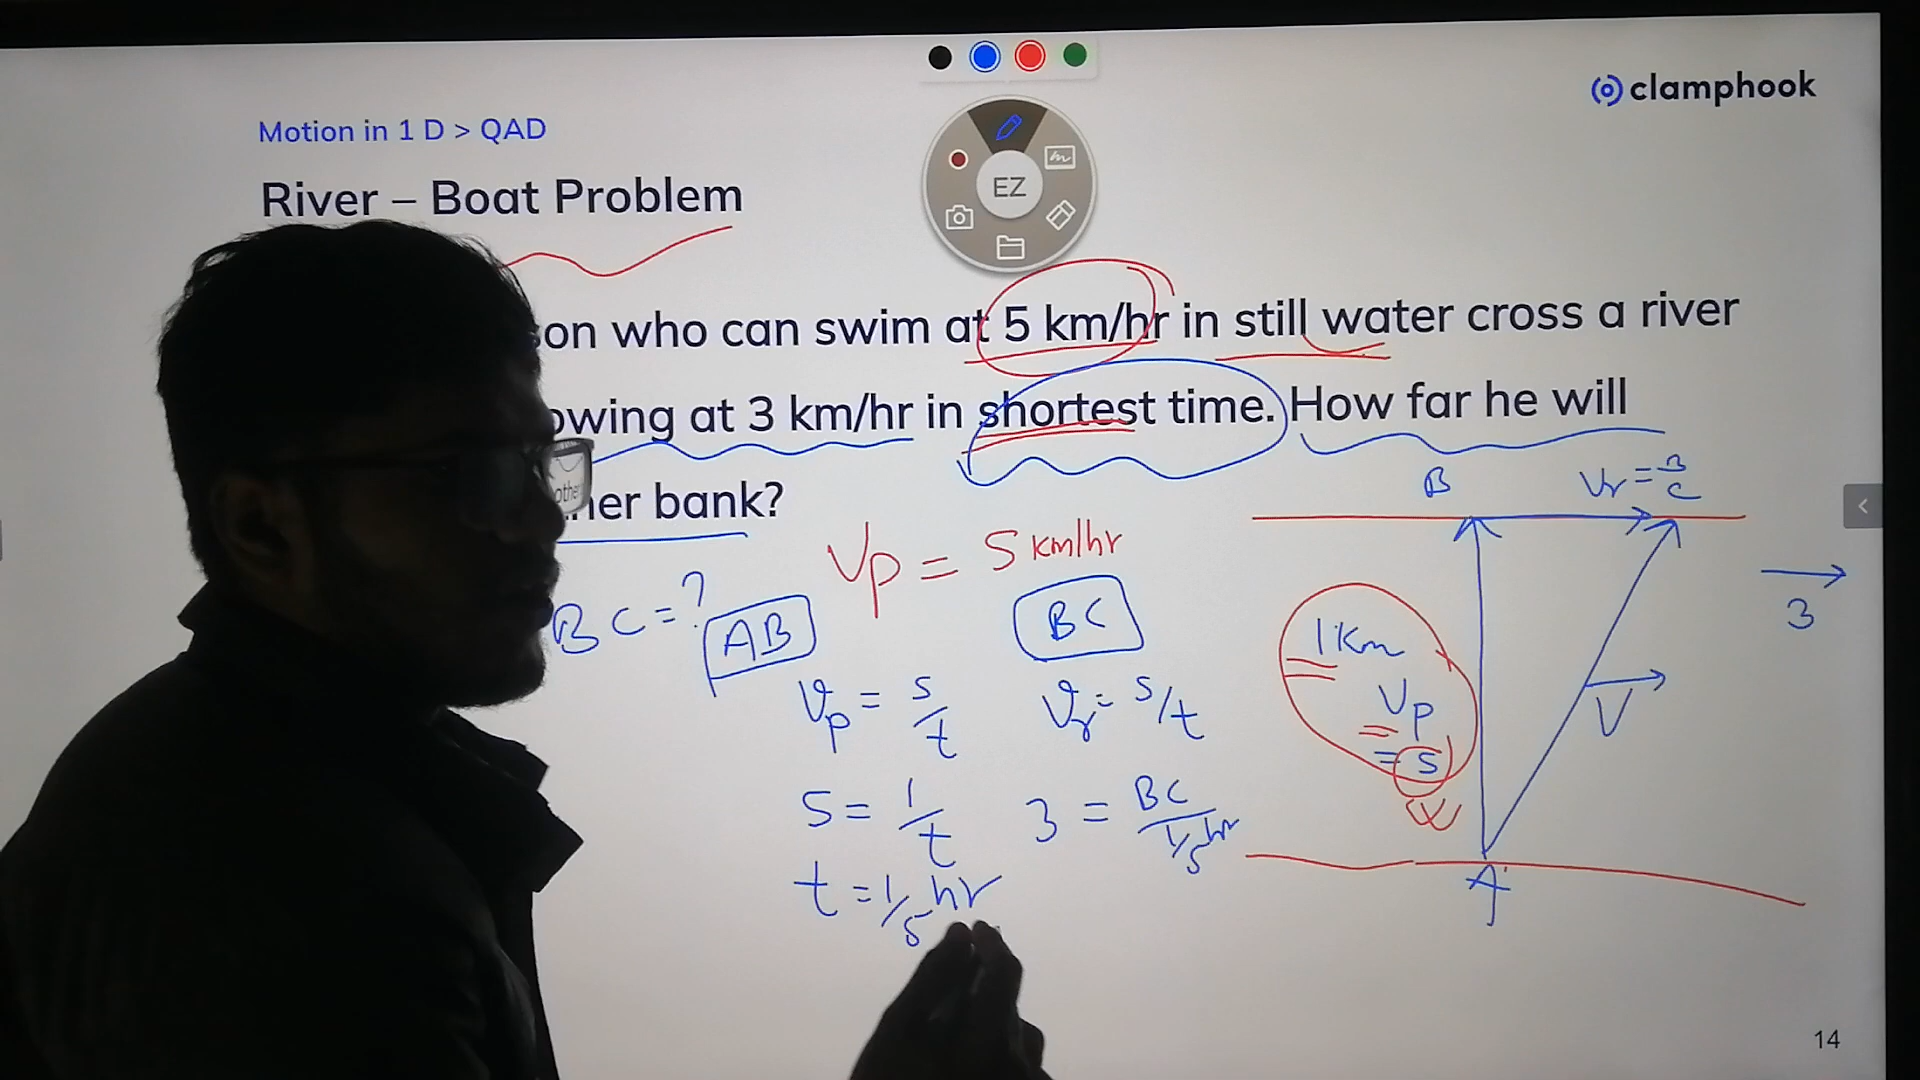 clamphook
Motion in 1 D > QAD
River – Boat Problem
EZ
son who can swim at 5 km/hr in still water cross a river
owing at 3 km/hr in shortest time. How far he will
her bank?
B
Vr = B/C
Vp = 5 km/hr
BC = ?
AB
BC
3
1 Km
Vp
= 5
V
Vp = s/t
Vr = s/t
5 = 1/t
3 = BC / 1/5 hr
t = 1/5 hr
A
14